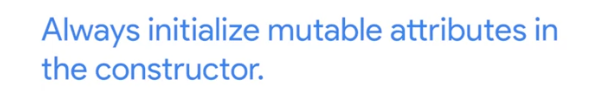 Always initialize mutable attributes in
the constructor.